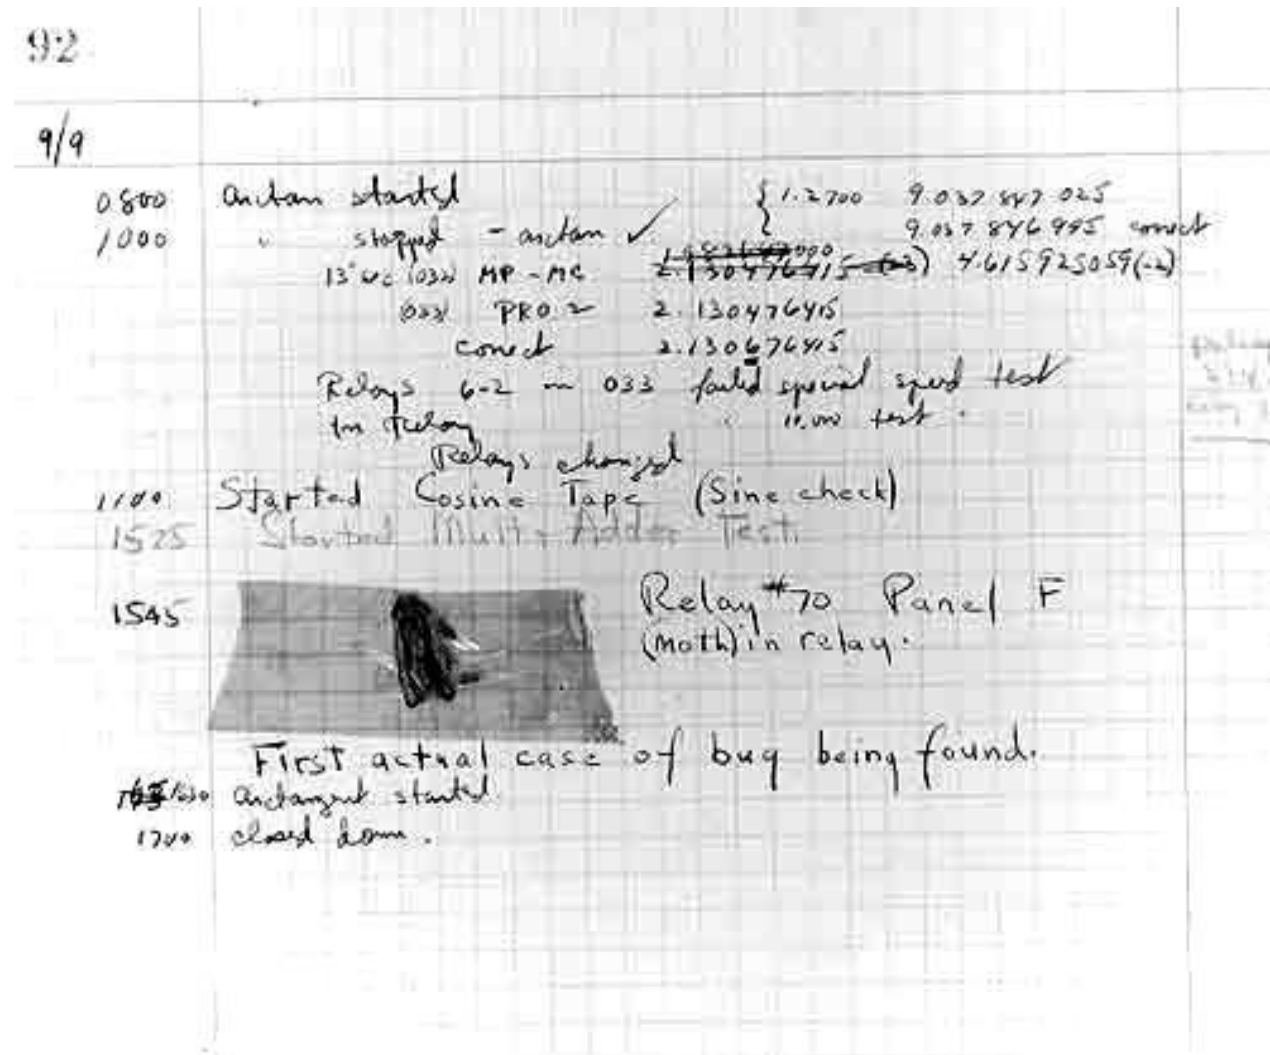 92
9/9
0800 arctan started { 1.2700 9.037 847 025
1000 " stopped - arctan ✓ 9.037 846 995 correct
13" uc (032) MP - MC 2.130476415 (-3) 4.615925059(-2)
(033) PRO 2 2.130476415
correct 2.130676415
Relays 6-2 in 033 failed special speed test
in relay " 11.000 test.
Relays changed
1100 Started Cosine Tape (Sine check)
1525 Started Mult + Adder Test.
1545 Relay #70 Panel F
(moth) in relay.
First actual case of bug being found.
1630 arctangent started.
1700 closed down.